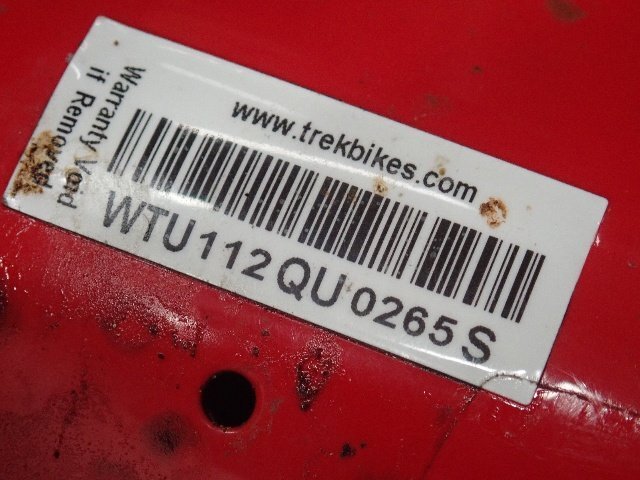 www.trekbikes.com
WTU112QU0265S
Warranty Void
if Removed